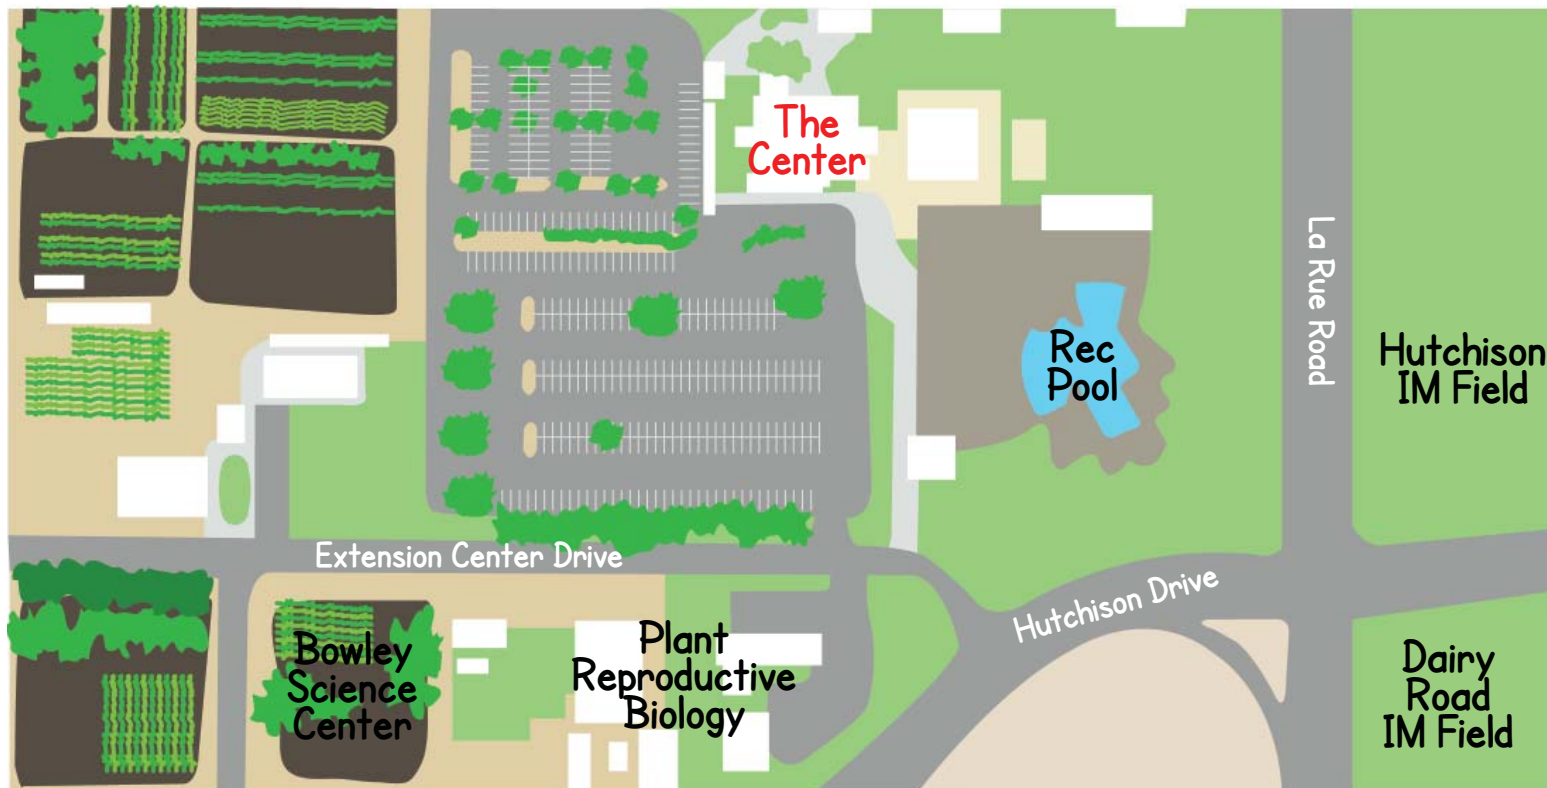 The
Center
La Rue Road
Rec
Pool
Hutchison
IM Field
Extension Center Drive
Hutchison Drive
Bowley
Science
Center
Plant
Reproductive
Biology
Dairy
Road
IM Field